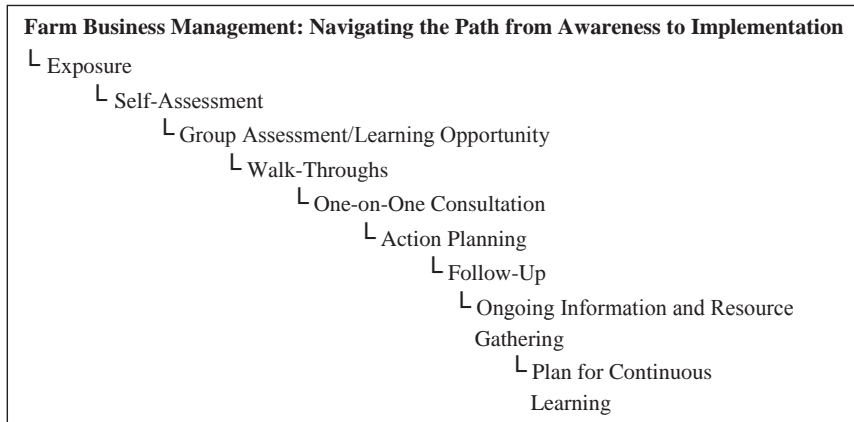 Farm Business Management: Navigating the Path from Awareness to Implementation
└ Exposure
└ Self-Assessment
└ Group Assessment/Learning Opportunity
└ Walk-Throughs
└ One-on-One Consultation
└ Action Planning
└ Follow-Up
└ Ongoing Information and Resource
Gathering
└ Plan for Continuous
Learning